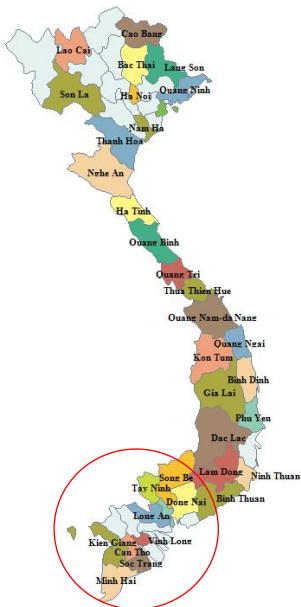 Cao Bang
Lao Cai
Bac Thai
Lang Son
Son La
Ha Noi
Quang Ninh
Nam Ha
Thanh Hoa
Nghe An
Ha Tinh
Quang Binh
Quang Tri
Thua Thien Hue
Quang Nam-da Nang
Quang Ngai
Kon Tum
Binh Dinh
Gia Lai
Phu Yen
Dac Lac
Lam Dong
Ninh Thuan
Song Be
Tay Ninh
Dong Nai
Binh Thuan
Long An
Kien Giang
Vinh Long
Can Tho
Soc Trang
Minh Hai